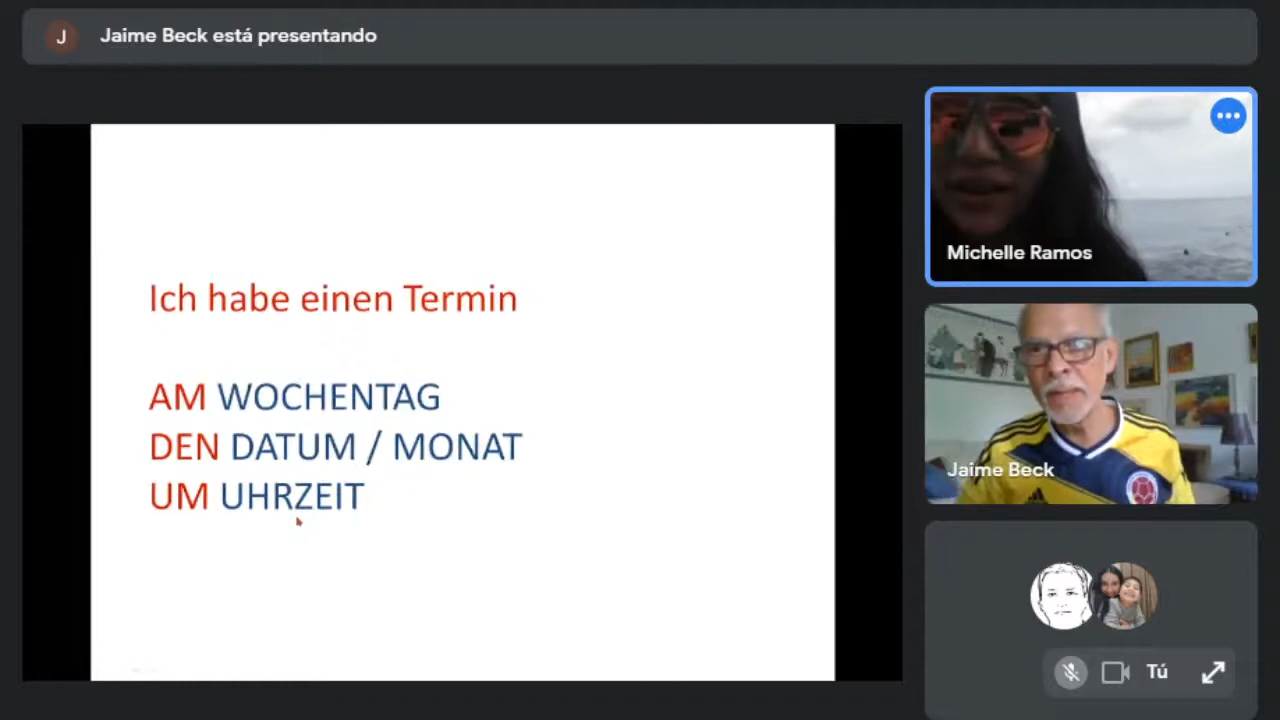 J
Jaime Beck está presentando
Ich habe einen Termin
AM WOCHENTAG
DEN DATUM / MONAT
UM UHRZEIT
Michelle Ramos
Jaime Beck
Tú